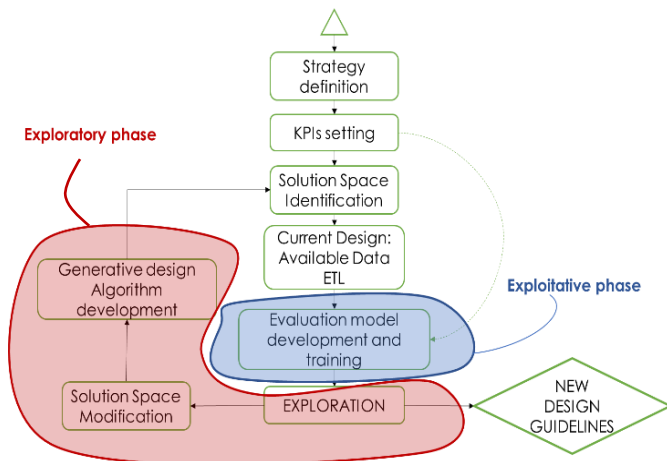 Strategy
definition
KPIs setting
Exploratory phase
Solution Space
Identification
Current Design:
Available Data
ETL
Generative design
Algorithm
development
Exploitative phase
Evaluation model
development and
training
Solution Space
Modification
EXPLORATION
NEW
DESIGN
GUIDELINES